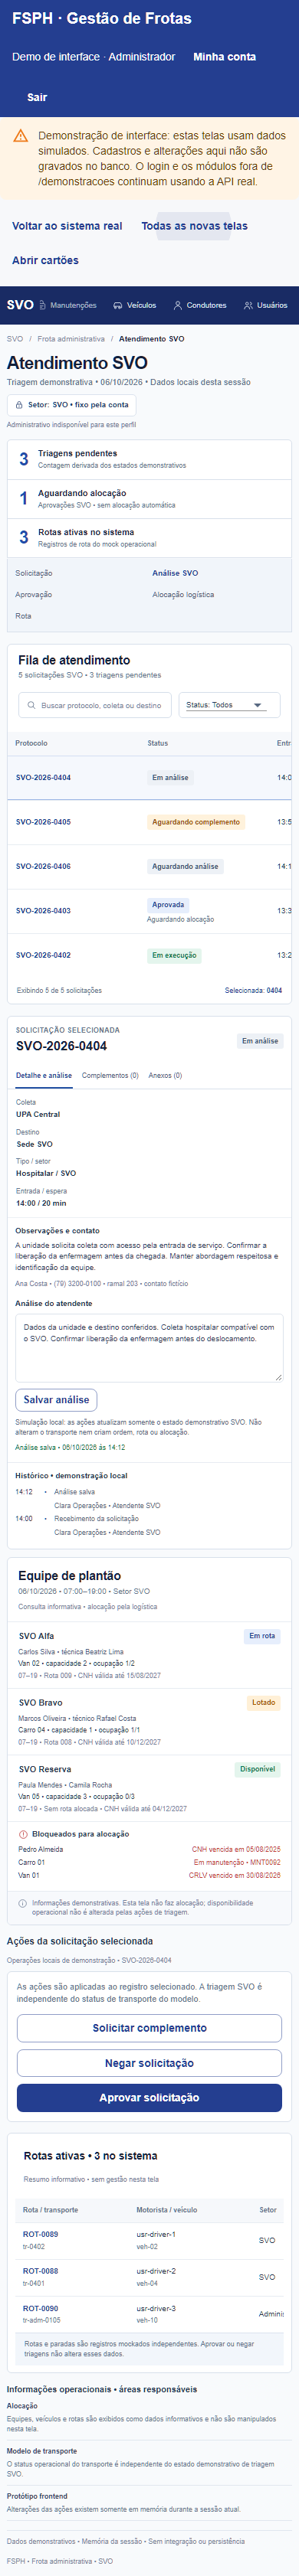 FSPH · Gestão de Frotas
Demo de interface · Administrador Minha conta
Sair
Demonstração de interface: estas telas usam dados
simulados. Cadastros e alterações aqui não são
gravados no banco. O login e os módulos fora de
/demonstracoes continuam usando a API real.
Voltar ao sistema real Todas as novas telas
Abrir cartões
SVO Manutenções Veículos Condutores Usuários
SVO / Frota administrativa / Atendimento SVO
Atendimento SVO
Triagem demonstrativa • 06/10/2026 • Dados locais desta sessão
Setor: SVO • fixo pela conta
Administrativo indisponível para este perfil
3 Triagens pendentes
Contagem derivada dos estados demonstrativos
1 Aguardando alocação
Aprovações SVO • sem alocação automática
3 Rotas ativas no sistema
Registros de rota do mock operacional
Solicitação Análise SVO
Aprovação Alocação logística
Rota
Fila de atendimento
5 solicitações SVO • 3 triagens pendentes
Buscar protocolo, coleta ou destino Status: Todos
Protocolo Status Entr
SVO-2026-0404 Em análise 14:0
SVO-2026-0405 Aguardando complemento 13:5
SVO-2026-0406 Aguardando análise 14:1
SVO-2026-0403 Aprovada 13:3
Aguardando alocação
SVO-2026-0402 Em execução 13:2
Exibindo 5 de 5 solicitações Selecionada: 0404
SOLICITAÇÃO SELECIONADA
SVO-2026-0404 Em análise
Detalhe e análise Complementos (0) Anexos (0)
Coleta
UPA Central
Destino
Sede SVO
Tipo / setor
Hospitalar / SVO
Entrada / espera
14:00 / 20 min
Observações e contato
A unidade solicita coleta com acesso pela entrada de serviço. Confirmar a
liberação da enfermagem antes da chegada. Manter abordagem respeitosa e
identificação da equipe.
Ana Costa • (79) 3200-0100 • ramal 203 • contato fictício
Análise do atendente
Dados da unidade e destino conferidos. Coleta hospitalar compatível com
o SVO. Confirmar liberação da enfermagem antes do deslocamento.
Salvar análise
Simulação local: as ações atualizam somente o estado demonstrativo SVO. Não
alteram o transporte nem criam ordem, rota ou alocação.
Análise salva • 06/10/2026 às 14:12
Histórico • demonstração local
14:12 • Análise salva
Clara Operações • Atendente SVO
14:00 • Recebimento da solicitação
Clara Operações • Atendente SVO
Equipe de plantão
06/10/2026 • 07:00–19:00 • Setor SVO
Consulta informativa • alocação pela logística
SVO Alfa Em rota
Carlos Silva • técnica Beatriz Lima
Van 02 • capacidade 2 • ocupação 1/2
07–19 • Rota 009 • CNH válida até 15/08/2027
SVO Bravo Lotado
Marcos Oliveira • técnico Rafael Costa
Carro 04 • capacidade 1 • ocupação 1/1
07–19 • Rota 008 • CNH válida até 10/12/2027
SVO Reserva Disponível
Paula Mendes • Camila Rocha
Van 05 • capacidade 3 • ocupação 0/3
07–19 • Sem rota alocada • CNH válida até 04/12/2027
Bloqueados para alocação
Pedro Almeida CNH vencida em 05/08/2025
Carro 01 Em manutenção • MNT0092
Van 01 CRLV vencido em 30/08/2026
Informações demonstrativas. Esta tela não faz alocação; disponibilidade
operacional não é alterada pelas ações de triagem.
Ações da solicitação selecionada
Operações locais de demonstração • SVO-2026-0404
As ações são aplicadas ao registro selecionado. A triagem SVO é
independente do status de transporte do modelo.
Solicitar complemento
Negar solicitação
Aprovar solicitação
Rotas ativas • 3 no sistema
Resumo informativo • sem gestão nesta tela
Rota / transporte Motorista / veículo Setor
ROT-0089 usr-driver-1 SVO
tr-0402 veh-02
ROT-0088 usr-driver-2 SVO
tr-0401 veh-04
ROT-0090 usr-driver-3 Adminis
tr-adm-0105 veh-10
Rotas e paradas são registros mockados independentes. Aprovar ou negar
triagens não altera esses dados.
Informações operacionais • áreas responsáveis
Alocação
Equipes, veículos e rotas são exibidos como dados informativos e não são manipulados
nesta tela.
Modelo de transporte
O status operacional do transporte é independente do estado demonstrativo de triagem
SVO.
Protótipo frontend
Alterações das ações existem somente em memória durante a sessão atual.
Dados demonstrativos • Memória da sessão • Sem integração ou persistência
FSPH • Frota administrativa • SVO